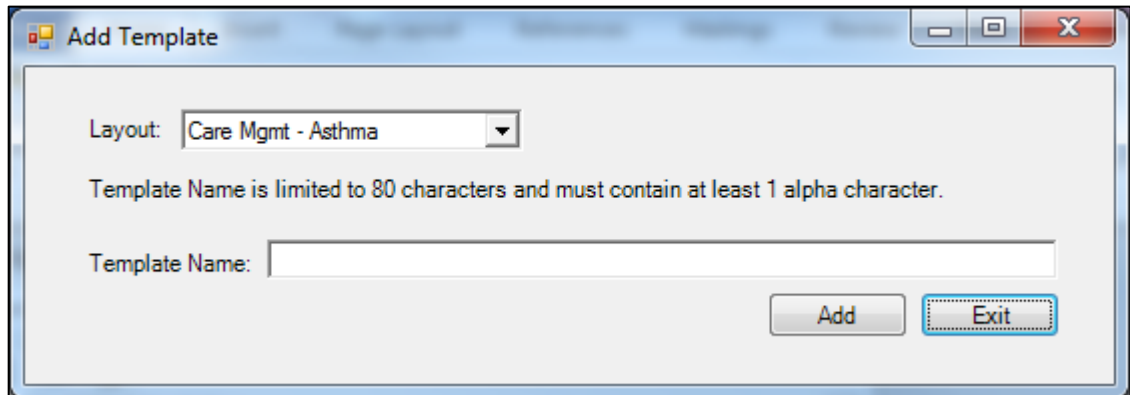 Add Template
Layout: Care Mgmt - Asthma
Template Name is limited to 80 characters and must contain at least 1 alpha character.
Template Name:
Add Exit